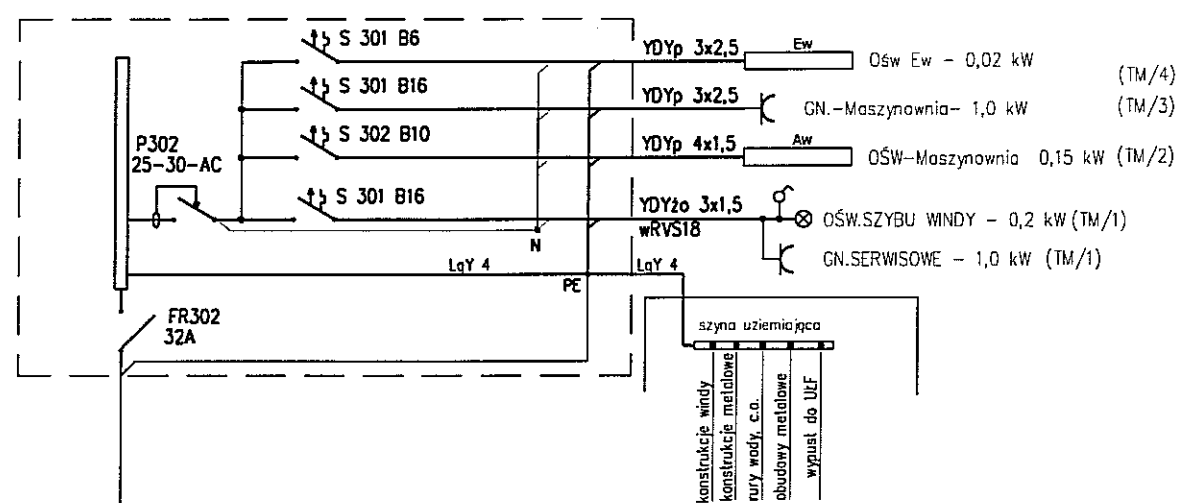 S 301 B6
YDYp 3x2,5
Ew
Ośw Ew – 0,02 kW
(TM/4)
S 301 B16
YDYp 3x2,5
GN.–Maszynownia– 1,0 kW
(TM/3)
P302
25-30-AC
S 302 B10
YDYp 4x1,5
Aw
OŚW–Maszynownia 0,15 kW (TM/2)
S 301 B16
YDYżo 3x1,5
wRVS18
OŚW.SZYBU WINDY – 0,2 kW (TM/1)
N
GN.SERWISOWE – 1,0 kW (TM/1)
LgY 4
PE
LgY 4
FR302
32A
szyna uziemiająca
konstrukcje windy
konstrukcje metalowe
rury wody, c.o.
obudowy metalowe
wypust do UŁF